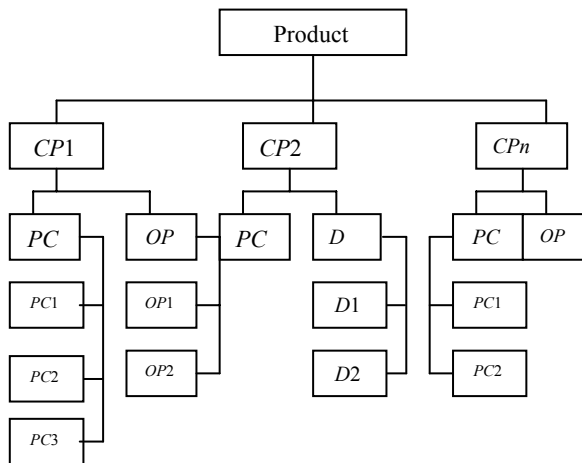 Product
CP1 CP2 CPn
PC OP PC D PC OP
PC1 OP1 D1 PC1
PC2 OP2 D2 PC2
PC3